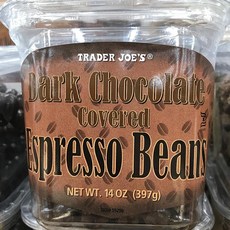 TRADER JOE'S®
Dark Chocolate
Covered
Espresso Beans
NET WT. 14 OZ (397g)